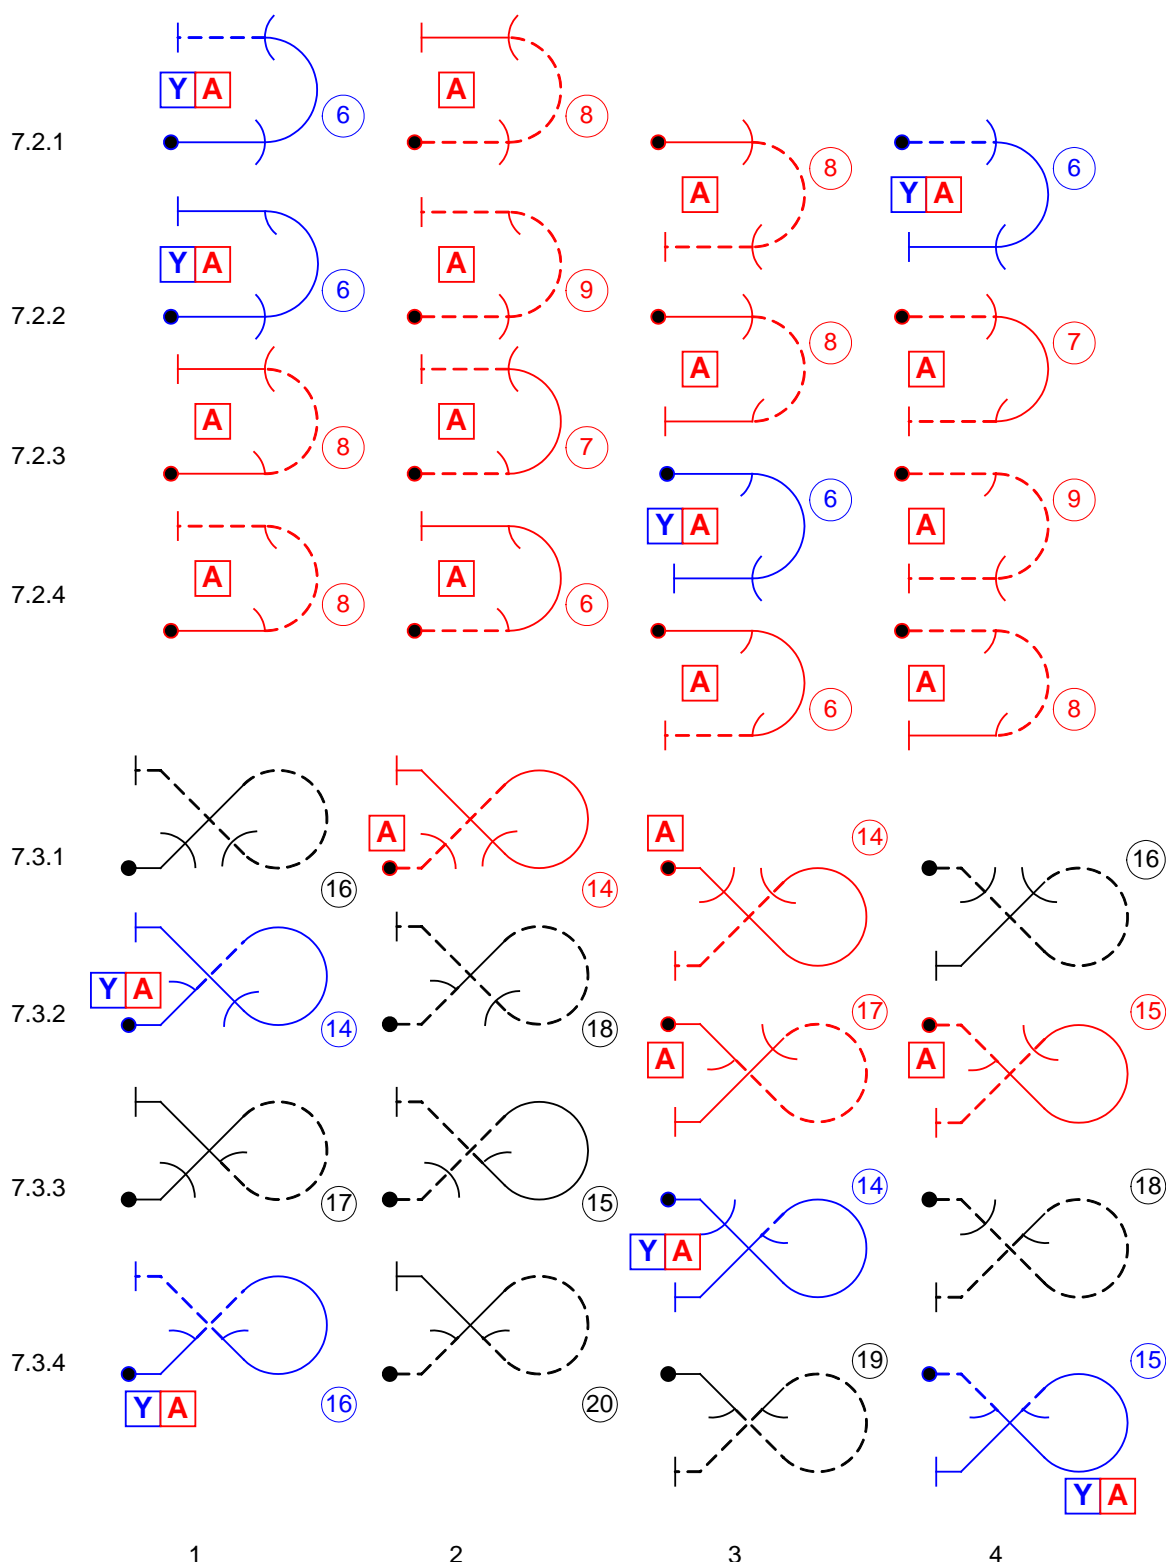 Y A 6 A 8
7.2.1 A 8 Y A 6
Y A 6 A 9
7.2.2 A 8 A 7
A 8 A 7
7.2.3 Y A 6 A 9
A 8 A 6
7.2.4 A 6 A 8
7.3.1 16 A 14 A 14 16
7.3.2 Y A 14 18 A 17 A 15
7.3.3 17 15 Y A 14 18
7.3.4 Y A 16 20 19 Y A 15
1 2 3 4